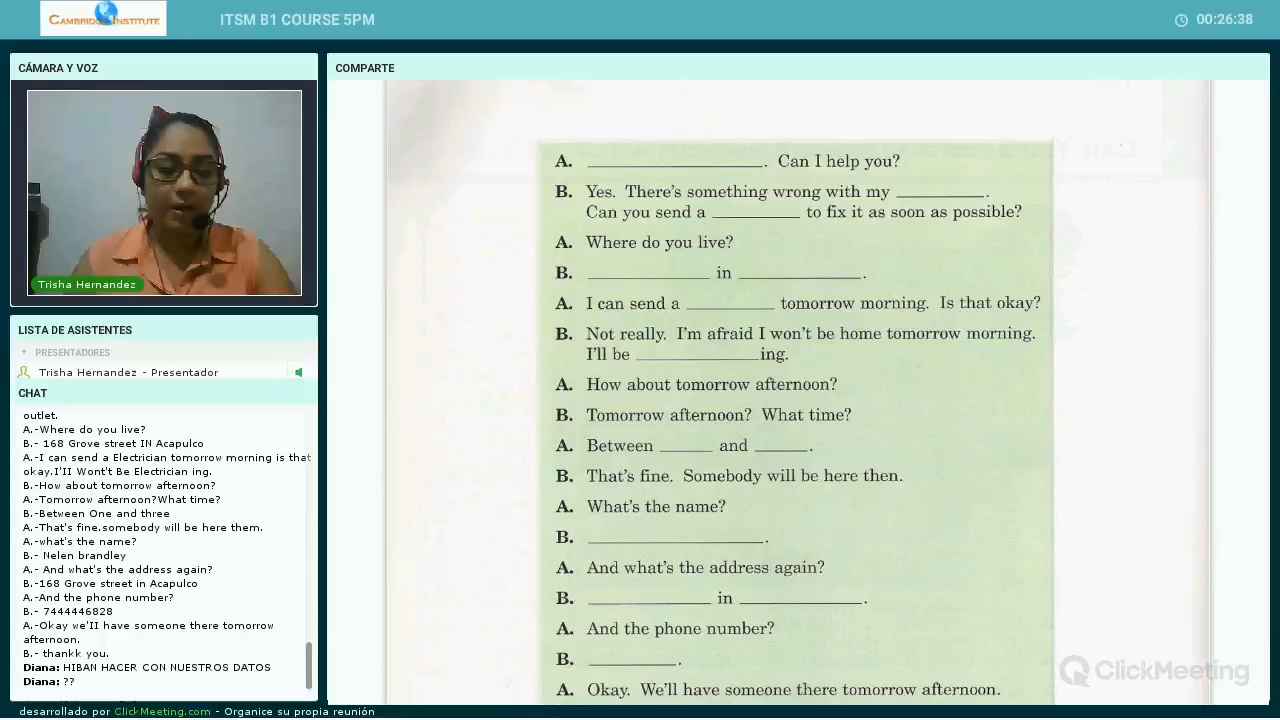 CAMBRIDGE INSTITUTE
ITSM B1 COURSE 5PM
00:26:38
CÁMARA Y VOZ
Trisha Hernandez
LISTA DE ASISTENTES
PRESENTADORES
Trisha Hernandez - Presentador
CHAT
outlet.
A.-Where do you live?
B.- 168 Grove street IN Acapulco
A.-I can send a Electrician tomorrow morning is that
okay.I'II Won't Be Electrician ing.
B.-How about tomorrow afternoon?
A.-Tomorrow afternoon?What time?
B.-Between One and three
A.-That's fine.somebody will be here them.
A.-what's the name?
B.- Nelen brandley
A.- And what's the address again?
B.-168 Grove street in Acapulco
A.-And the phone number?
B.- 7444446828
A.-Okay we'II have someone there tomorrow
afternoon.
B.- thankk you.
Diana: HIBAN HACER CON NUESTROS DATOS
Diana: ??
COMPARTE
A. ____________. Can I help you?
B. Yes. There's something wrong with my ________.
Can you send a ________ to fix it as soon as possible?
A. Where do you live?
B. ____________ in ____________.
A. I can send a ________ tomorrow morning. Is that okay?
B. Not really. I'm afraid I won't be home tomorrow morning.
I'll be ____________ing.
A. How about tomorrow afternoon?
B. Tomorrow afternoon? What time?
A. Between _____ and _____.
B. That's fine. Somebody will be here then.
A. What's the name?
B. ________________.
A. And what's the address again?
B. ____________ in ____________.
A. And the phone number?
B. ________.
A. Okay. We'll have someone there tomorrow afternoon.
ClickMeeting
desarrollado por ClickMeeting.com - Organice su propia reunión